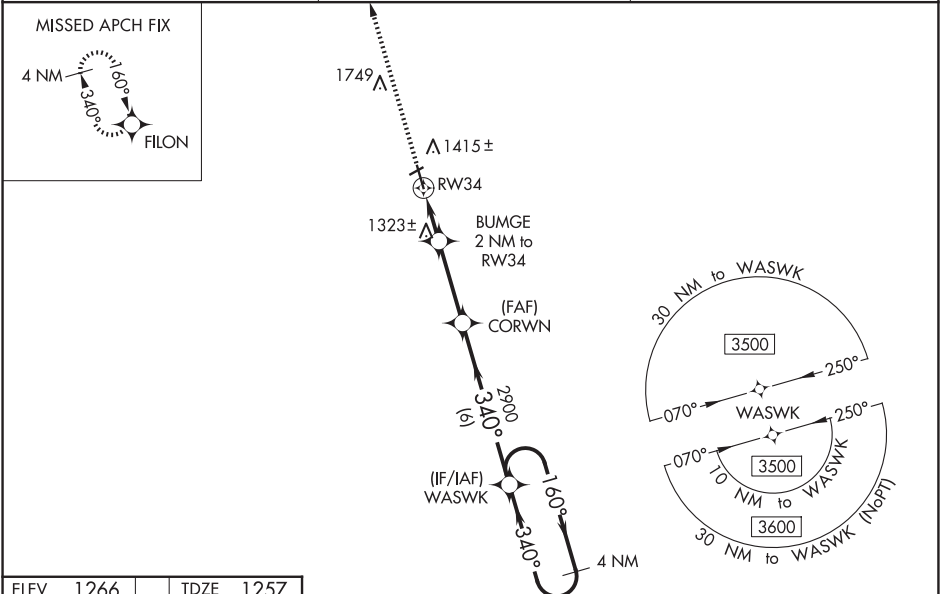 MISSED APCH FIX
4 NM
160°
340°
FILON
1749
1415 ±
RW34
1323±
BUMGE
2 NM to
RW34
(FAF)
CORWN
2900
340°
(6)
(IF/IAF)
WASWK
160°
340°
4 NM
30 NM to WASWK
3500
250°
070°
WASWK
250°
070°
3500
10 NM to WASWK
3600
30 NM to WASWK (NoPT)
ELEV 1266 TDZE 1257